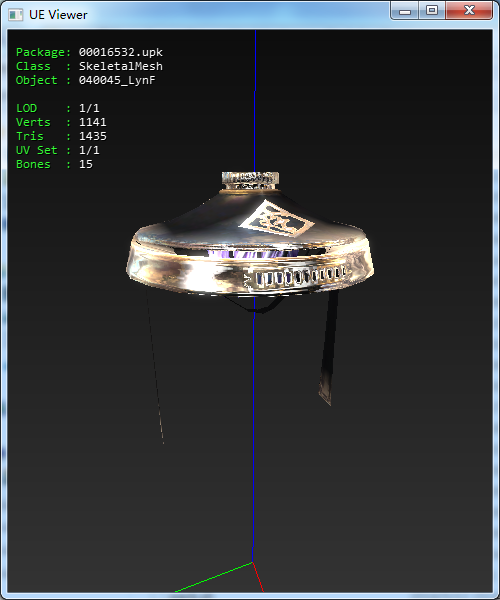 UE Viewer
Package: 00016532.upk
Class : SkeletalMesh
Object : 040045_LynF
LOD : 1/1
Verts : 1141
Tris : 1435
UV Set : 1/1
Bones : 15